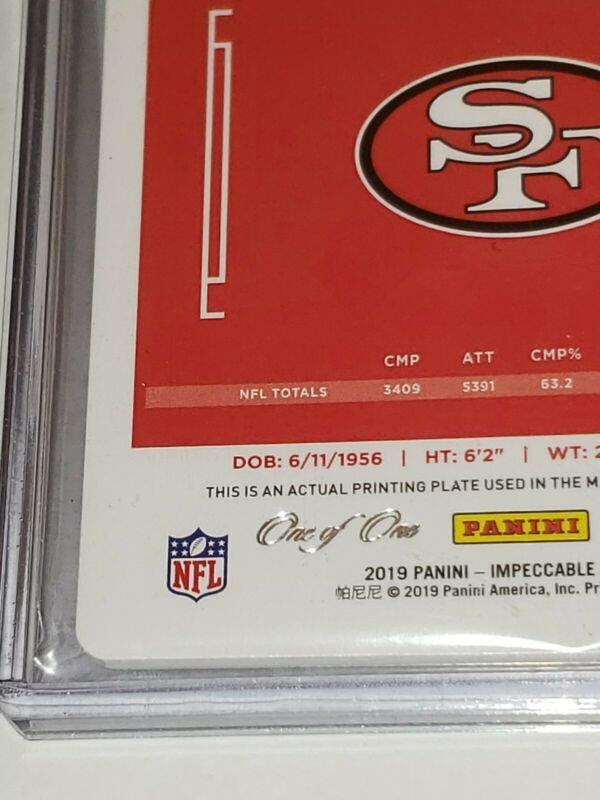 SF
CMP ATT CMP%
NFL TOTALS 3409 5391 63.2
DOB: 6/11/1956 | HT: 6'2" | WT: 2
THIS IS AN ACTUAL PRINTING PLATE USED IN THE M
One of One PANINI
NFL
2019 PANINI – IMPECCABLE
帕尼尼 © 2019 Panini America, Inc. Pr